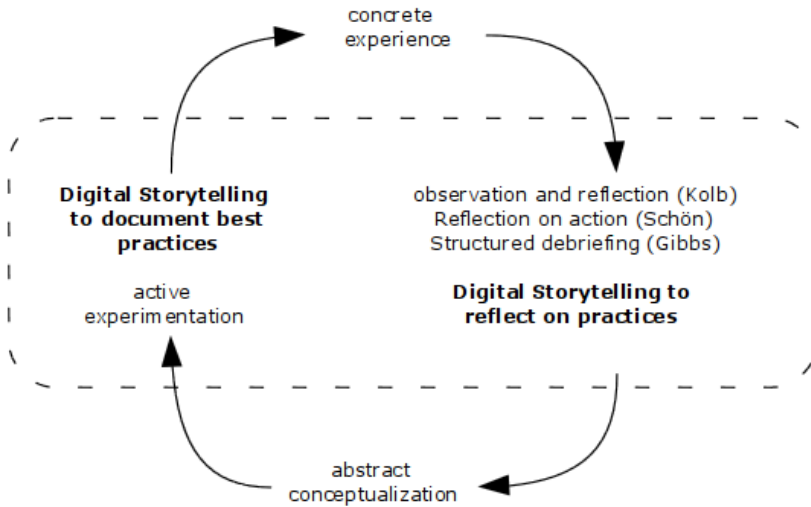 concrete
experience
Digital Storytelling
to document best
practices
active
experimentation
observation and reflection (Kolb)
Reflection on action (Schön)
Structured debriefing (Gibbs)
Digital Storytelling to
reflect on practices
abstract
conceptualization